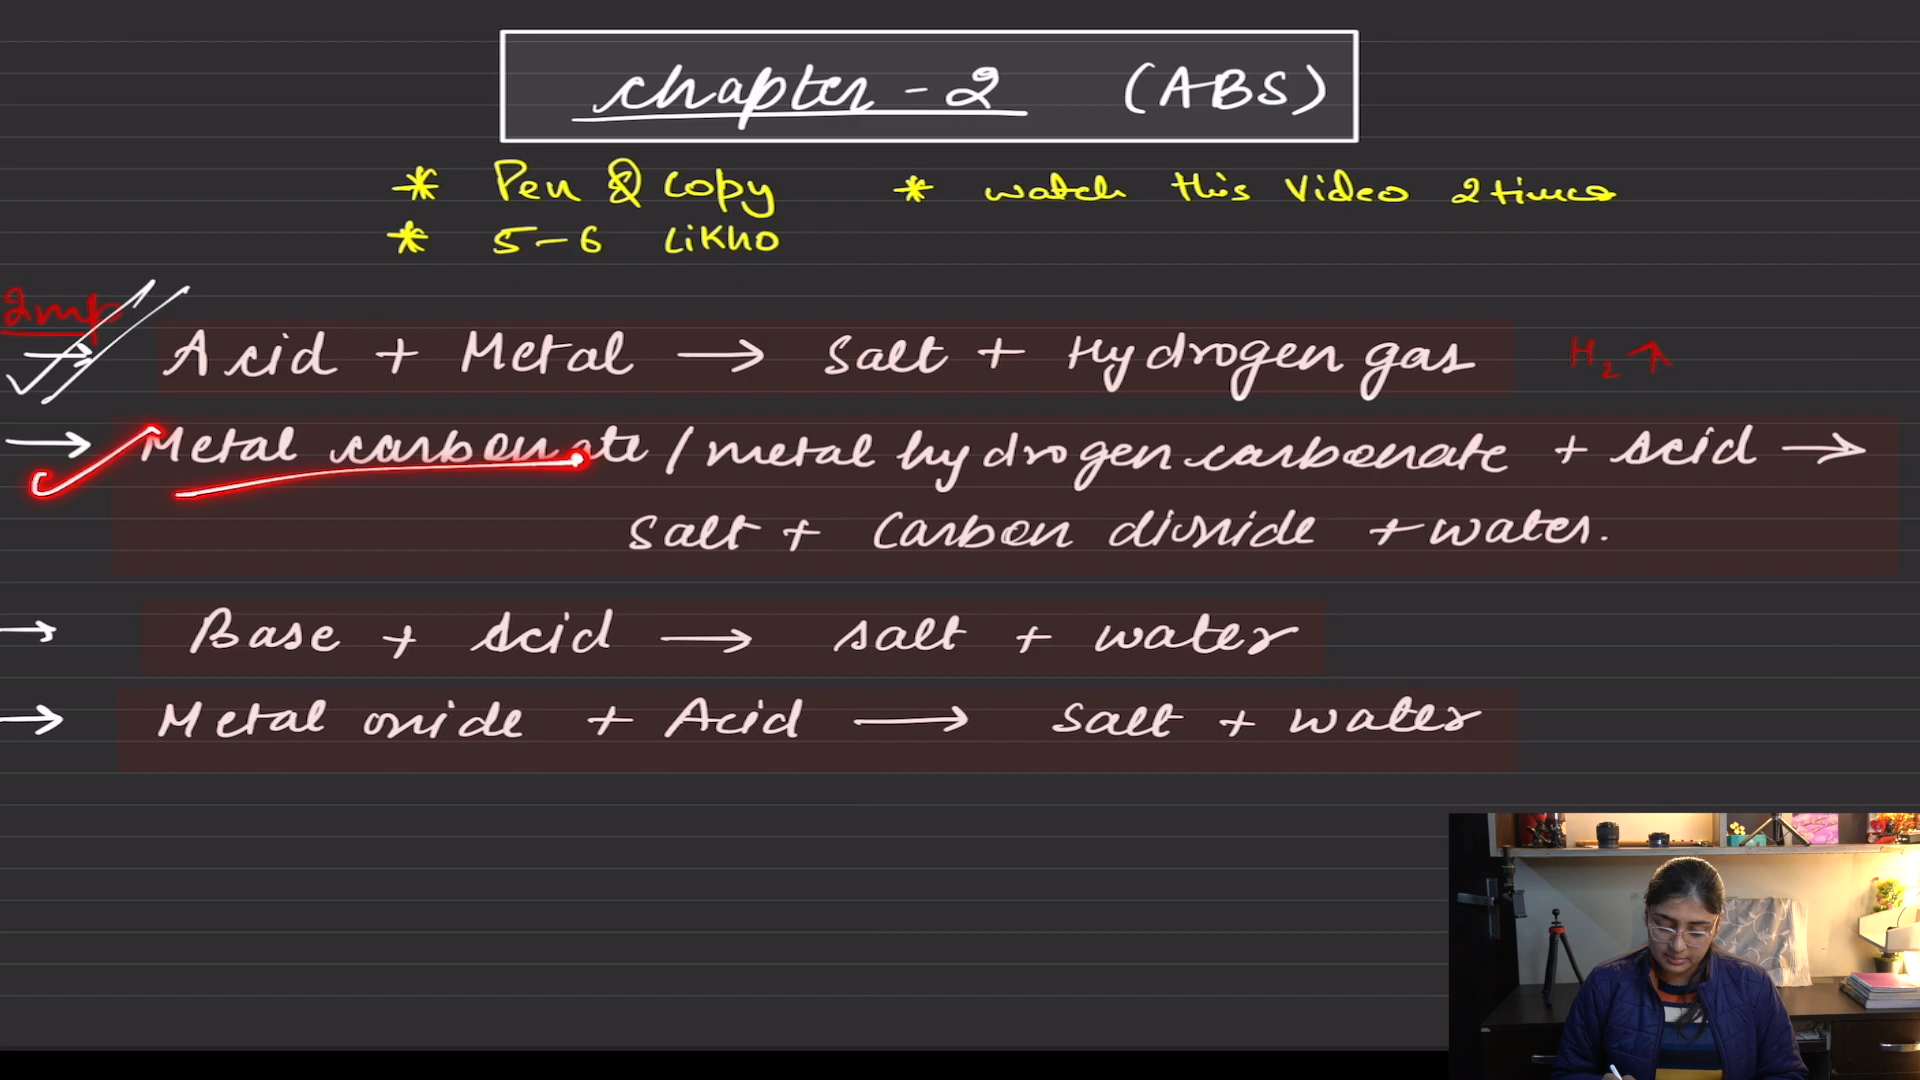 chapter - 2 (ABS)
* Pen & copy * watch this Video 2 times
* 5-6 Likho
Imp
→ Acid + Metal → Salt + Hydrogen gas H2 ↑
→ Metal carbonate / metal hydrogen carbonate + Acid →
Salt + Carbon dioxide + water.
→ Base + Acid → salt + water
→ Metal oxide + Acid → Salt + water